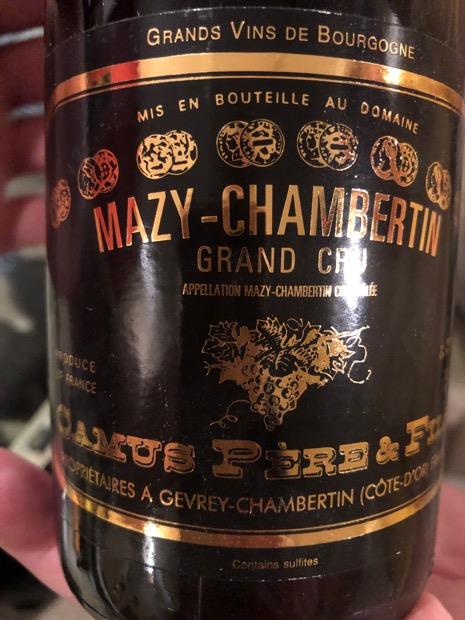 GRANDS VINS DE BOURGOGNE
MIS EN BOUTEILLE AU DOMAINE
MAZY-CHAMBERTIN
GRAND CRU
APPELLATION MAZY-CHAMBERTIN CONTRÔLÉE
PRODUCE
OF FRANCE
CAMUS PÈRE &
PROPRIÉTAIRES A GEVREY-CHAMBERTIN (CÔTE-D'OR)
Contains sulfites